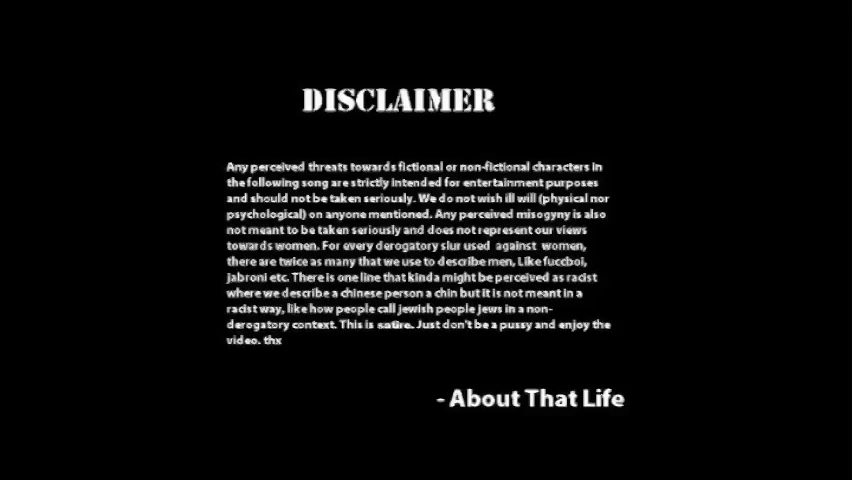 DISCLAIMER
Any perceived threats towards fictional or non-fictional characters in
the following song are strictly intended for entertainment purposes
and should not be taken seriously. We do not wish ill will (physical nor
psychological) on anyone mentioned. Any perceived misogyny is also
not meant to be taken seriously and does not represent our views
towards women. For every derogatory slur used against women,
there are twice as many that we use to describe men, Like fuccboi,
jabroni etc. There is one line that kinda might be perceived as racist
where we describe a chinese person a chin but it is not meant in a
racist way, like how people call jewish people jews in a non-
derogatory context. This is satire. Just don't be a pussy and enjoy the
video. thx
- About That Life